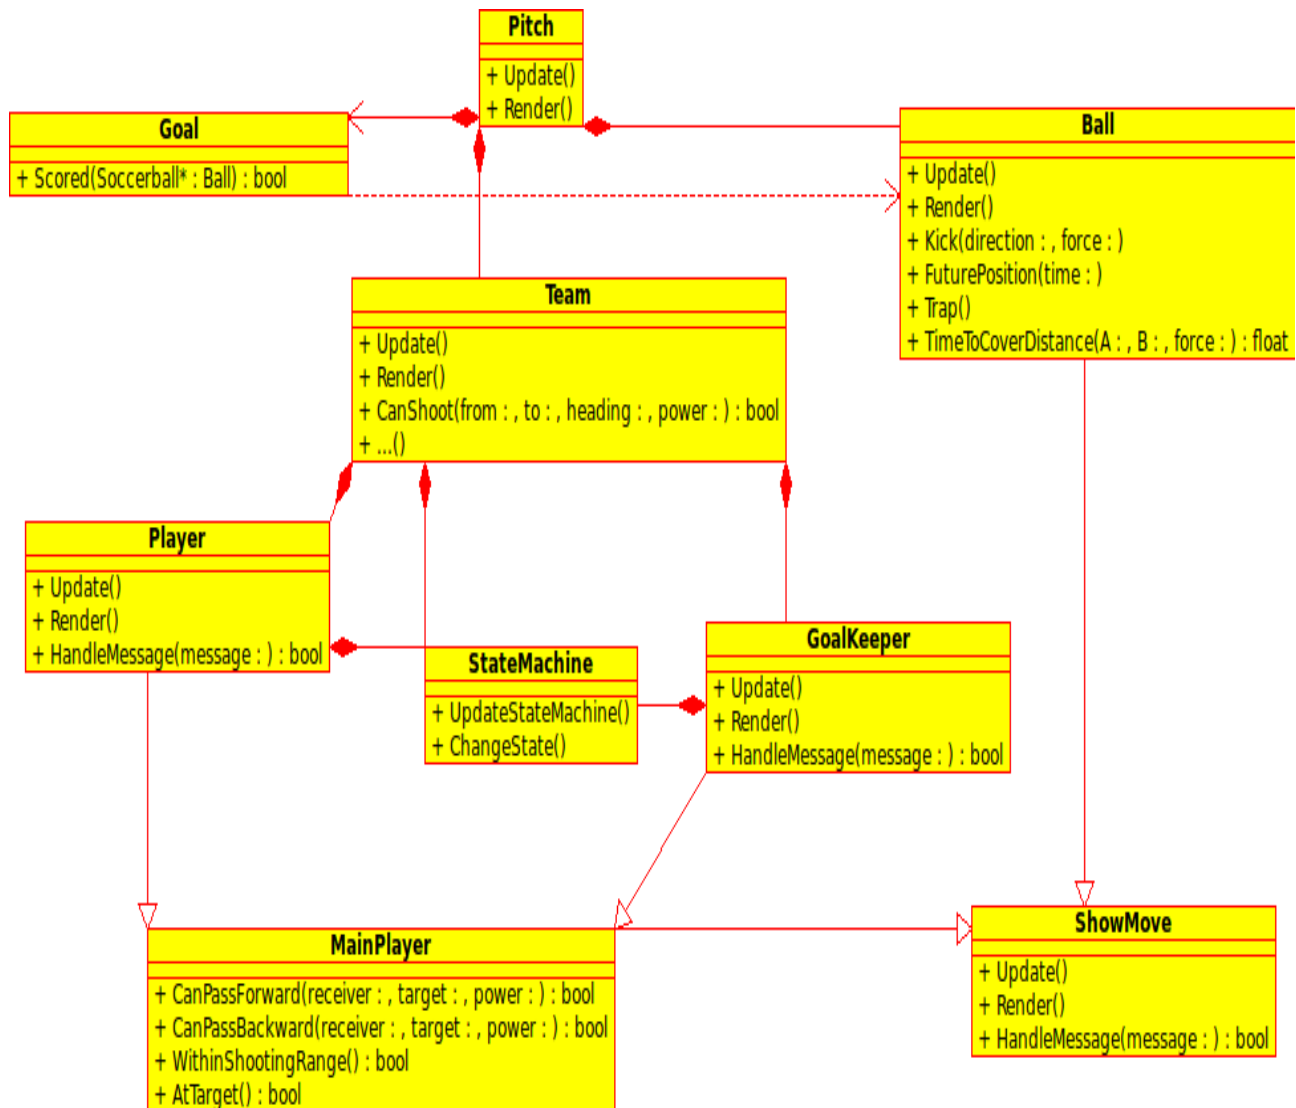 Pitch
+ Update()
+ Render()
Goal
+ Scored(Soccerball* : Ball) : bool
Ball
+ Update()
+ Render()
+ Kick(direction : , force : )
+ FuturePosition(time : )
+ Trap()
+ TimeToCoverDistance(A : , B : , force : ) : float
Team
+ Update()
+ Render()
+ CanShoot(from : , to : , heading : , power : ) : bool
+ ...()
Player
+ Update()
+ Render()
+ HandleMessage(message : ) : bool
StateMachine
+ UpdateStateMachine()
+ ChangeState()
GoalKeeper
+ Update()
+ Render()
+ HandleMessage(message : ) : bool
MainPlayer
+ CanPassForward(receiver : , target : , power : ) : bool
+ CanPassBackward(receiver : , target : , power : ) : bool
+ WithinShootingRange() : bool
+ AtTarget() : bool
ShowMove
+ Update()
+ Render()
+ HandleMessage(message : ) : bool